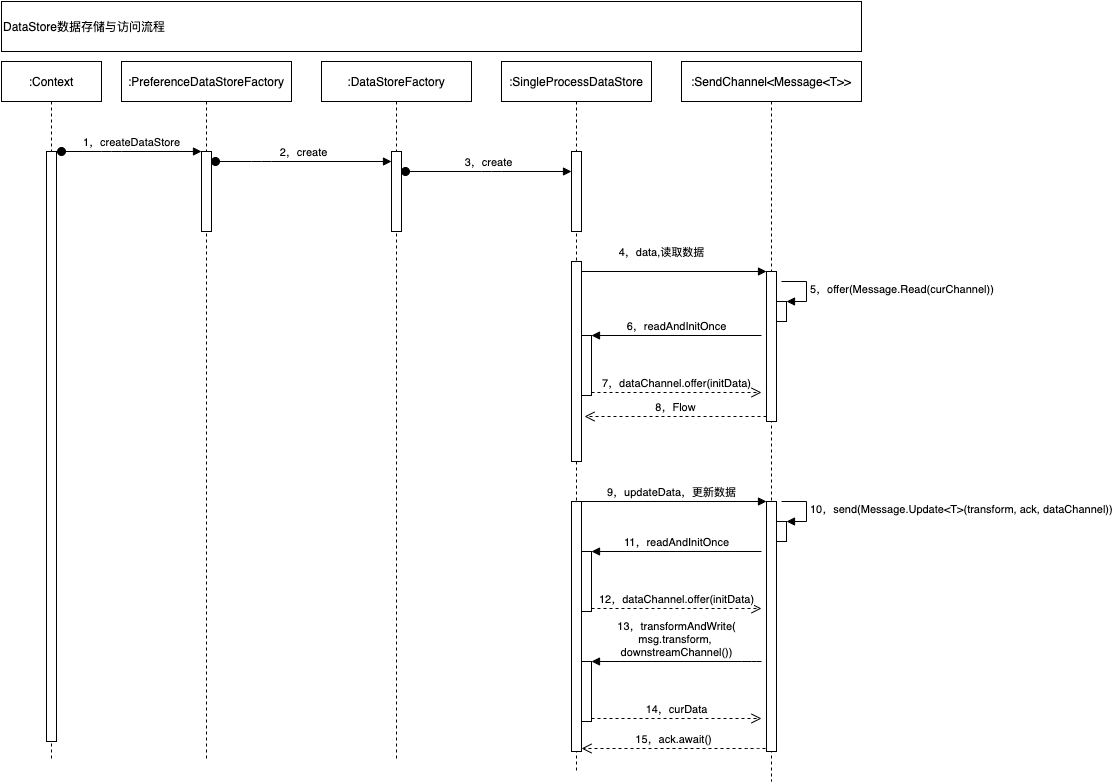 DataStore数据存储与访问流程
:Context
:PreferenceDataStoreFactory
:DataStoreFactory
:SingleProcessDataStore
:SendChannel<Message<T>>
1，createDataStore
2，create
3，create
4，data,读取数据
5，offer(Message.Read(curChannel))
6，readAndInitOnce
7，dataChannel.offer(initData)
8，Flow
9，updateData，更新数据
10，send(Message.Update<T>(transform, ack, dataChannel))
11，readAndInitOnce
12，dataChannel.offer(initData)
13，transformAndWrite(
msg.transform,
downstreamChannel())
14，curData
15，ack.await()